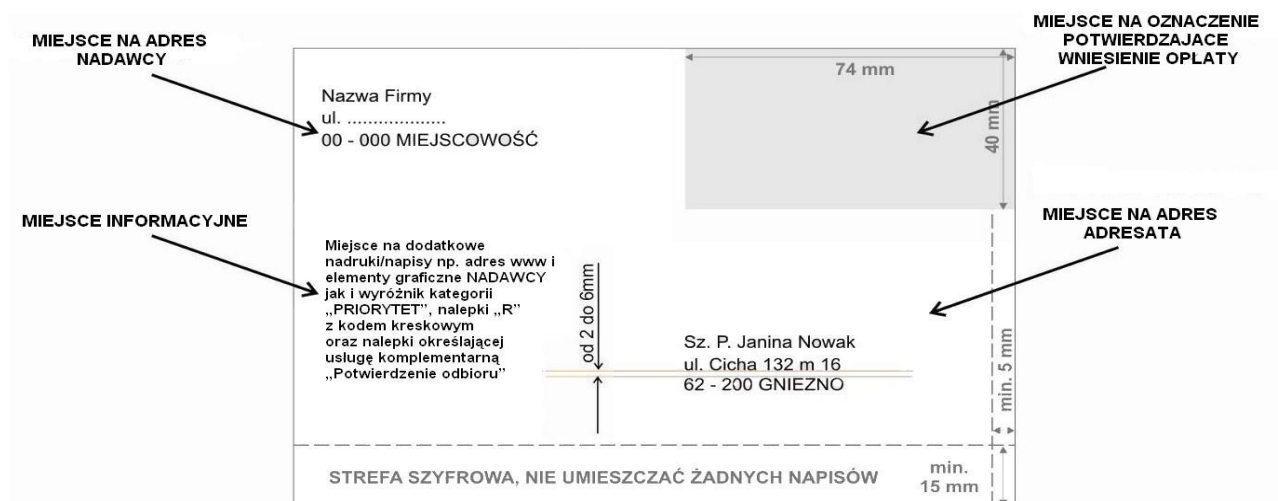 MIEJSCE NA ADRES
NADAWCY
MIEJSCE NA OZNACZENIE
POTWIERDZAJACE
WNIESIENIE OPŁATY
74 mm
40 mm
Nazwa Firmy
ul. ...................
00 - 000 MIEJSCOWOŚĆ
MIEJSCE INFORMACYJNE
MIEJSCE NA ADRES
ADRESATA
Miejsce na dodatkowe
nadruki/napisy np. adres www i
elementy graficzne NADAWCY
jak i wyróżnik kategorii
„PRIORYTET”, nalepki „R”
z kodem kreskowym
oraz nalepki określającej
usługę komplementarną
„Potwierdzenie odbioru”
od 2 do 6mm
Sz. P. Janina Nowak
ul. Cicha 132 m 16
62 - 200 GNIEZNO
min. 5 mm
STREFA SZYFROWA, NIE UMIESZCZAĆ ŻADNYCH NAPISÓW
min.
15 mm